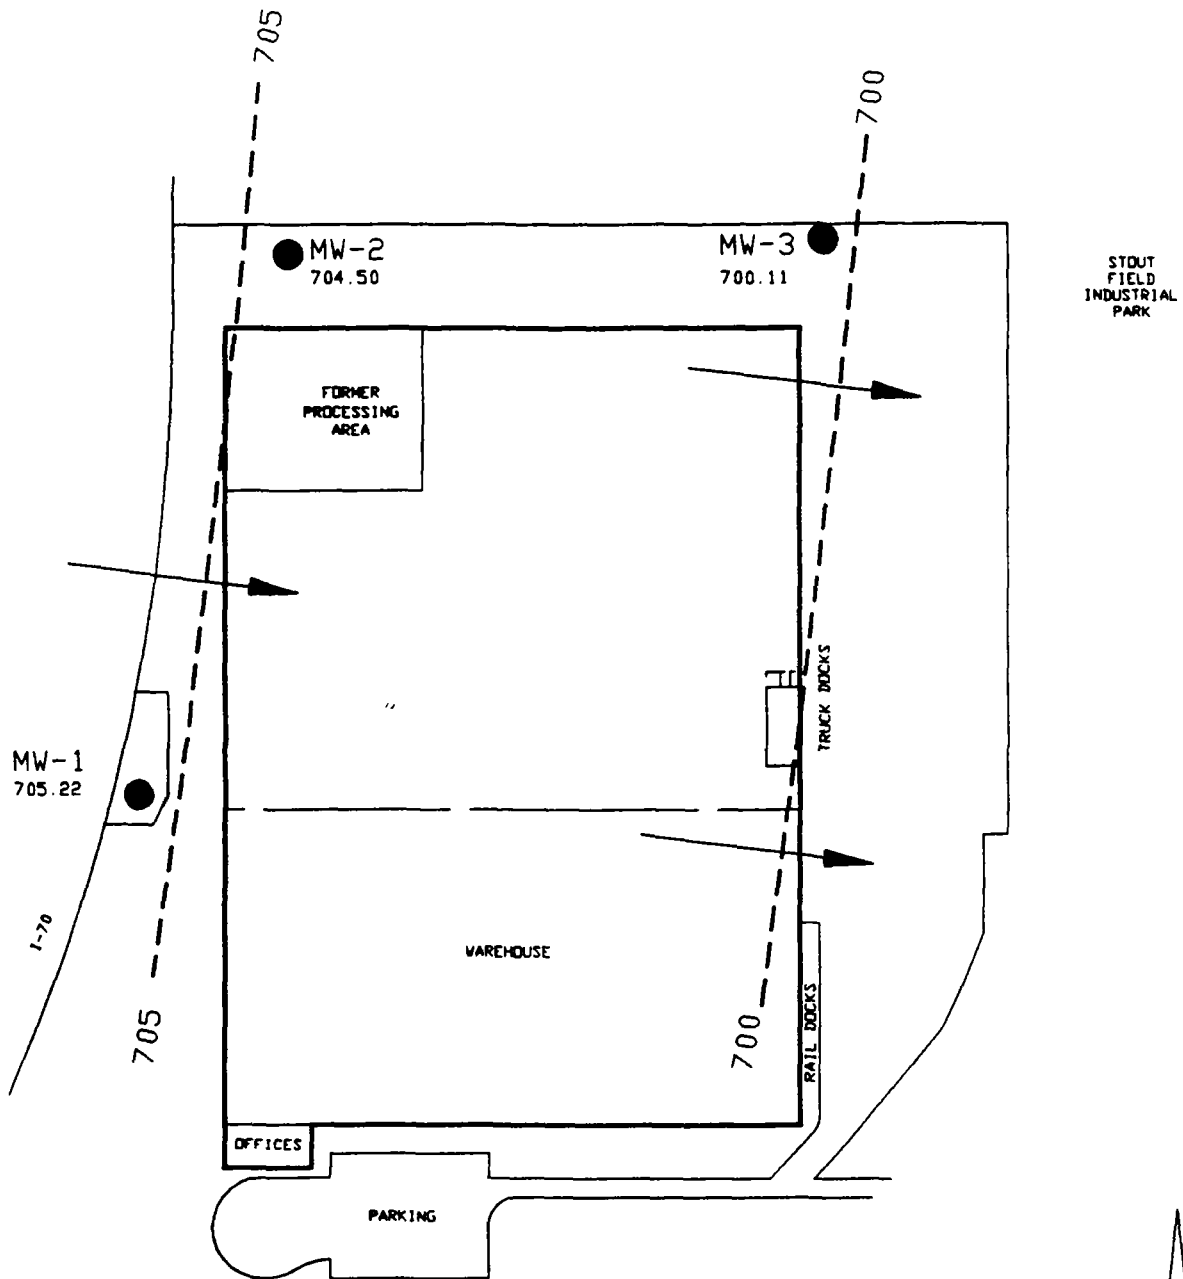 705
700
MW-2
704.50
MW-3
700.11
STOUT
FIELD
INDUSTRIAL
PARK
FORMER
PROCESSING
AREA
TRUCK DOCKS
MW-1
705.22
I-70
WAREHOUSE
705
700
RAIL DOCKS
OFFICES
PARKING